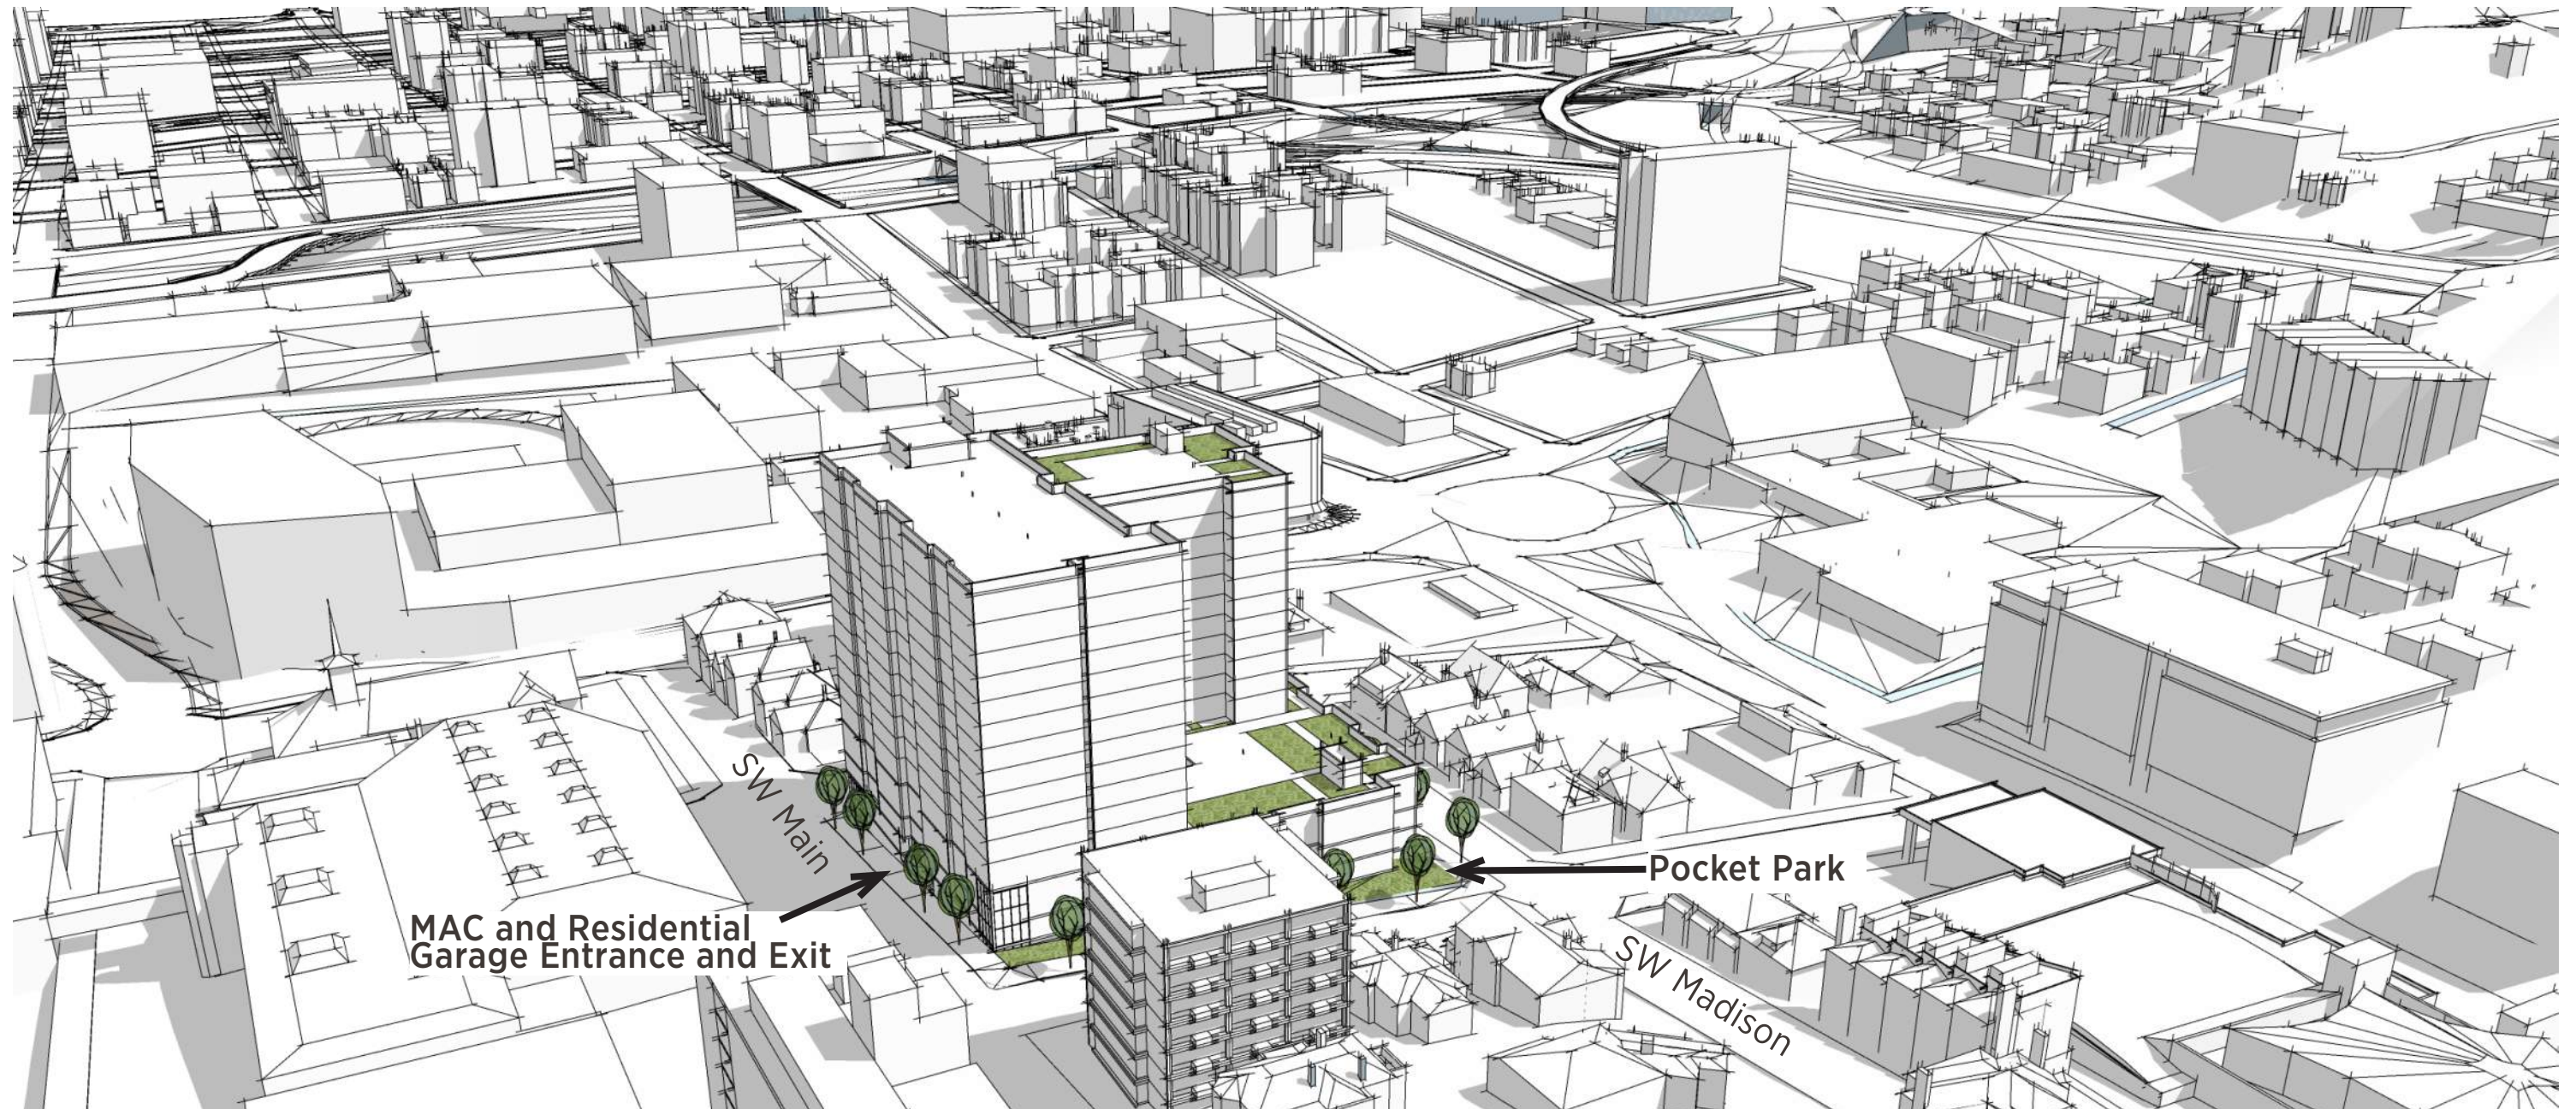 SW Main
MAC and Residential
Garage Entrance and Exit
Pocket Park
SW Madison